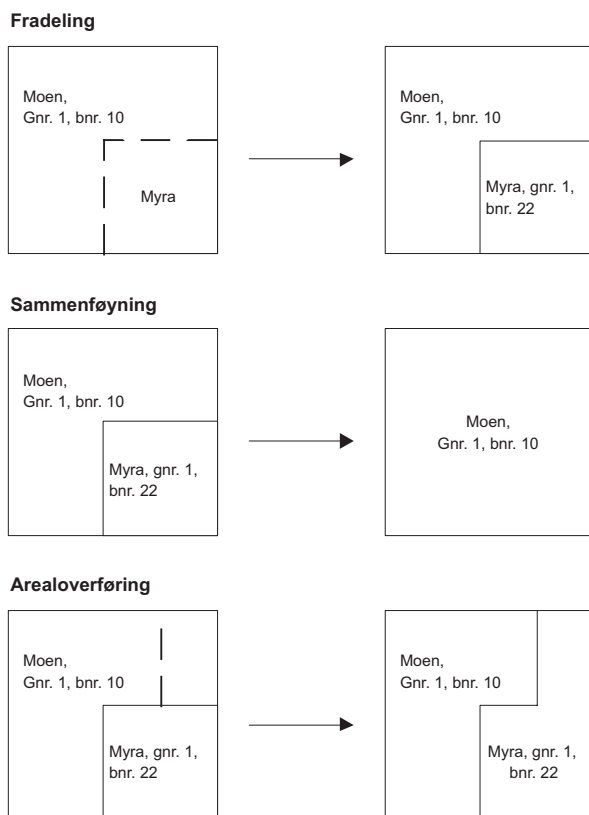 Fradeling
Moen,
Gnr. 1, bnr. 10
Myra
Moen,
Gnr. 1, bnr. 10
Myra, gnr. 1,
bnr. 22
Sammenføyning
Moen,
Gnr. 1, bnr. 10
Myra, gnr. 1,
bnr. 22
Moen,
Gnr. 1, bnr. 10
Arealoverføring
Moen,
Gnr. 1, bnr. 10
Myra, gnr. 1,
bnr. 22
Moen,
Gnr. 1, bnr. 10
Myra, gnr. 1,
bnr. 22